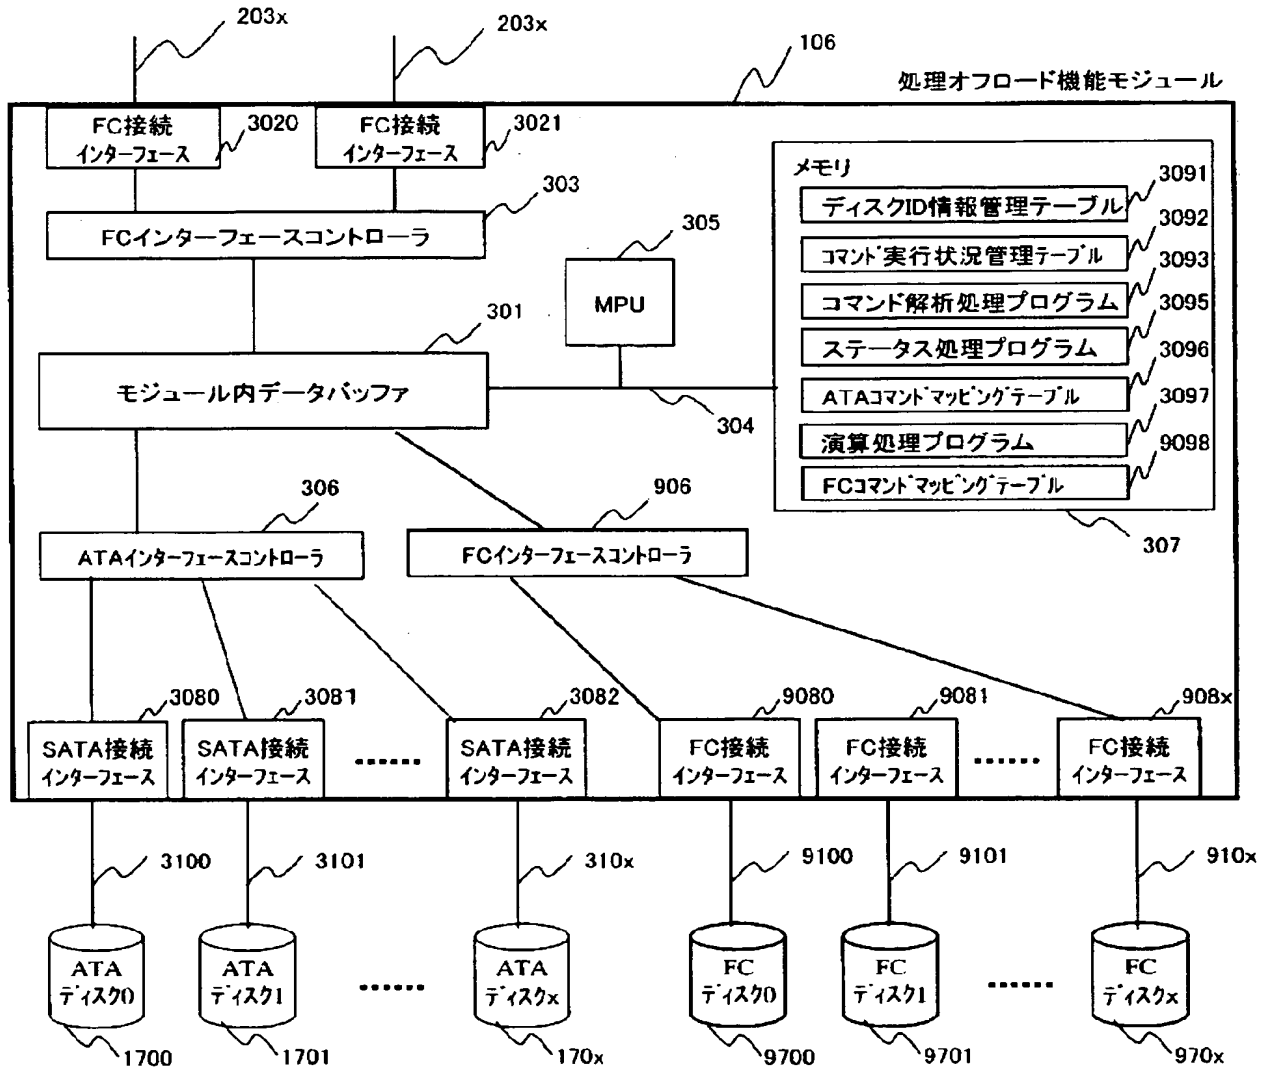 203x
203x
106
処理オフロード機能モジュール
FC接続
インターフェース
3020
FC接続
インターフェース
3021
303
FCインターフェースコントローラ
305
MPU
301
モジュール内データバッファ
304
メモリ
ディスクID情報管理テーブル
3091
コマンド実行状況管理テーブル
3092
コマンド解析処理プログラム
3093
ステータス処理プログラム
3095
ATAコマンドマッピングテーブル
3096
演算処理プログラム
3097
FCコマンドマッピングテーブル
9098
307
306
ATAインターフェースコントローラ
906
FCインターフェースコントローラ
3080
SATA接続
インターフェース
3081
SATA接続
インターフェース
……
3082
SATA接続
インターフェース
9080
FC接続
インターフェース
9081
FC接続
インターフェース
……
908x
FC接続
インターフェース
3100
3101
310x
9100
9101
910x
ATA
ディスク0
ATA
ディスク1
……
ATA
ディスクx
FC
ディスク0
FC
ディスク1
……
FC
ディスクx
1700
1701
170x
9700
9701
970x